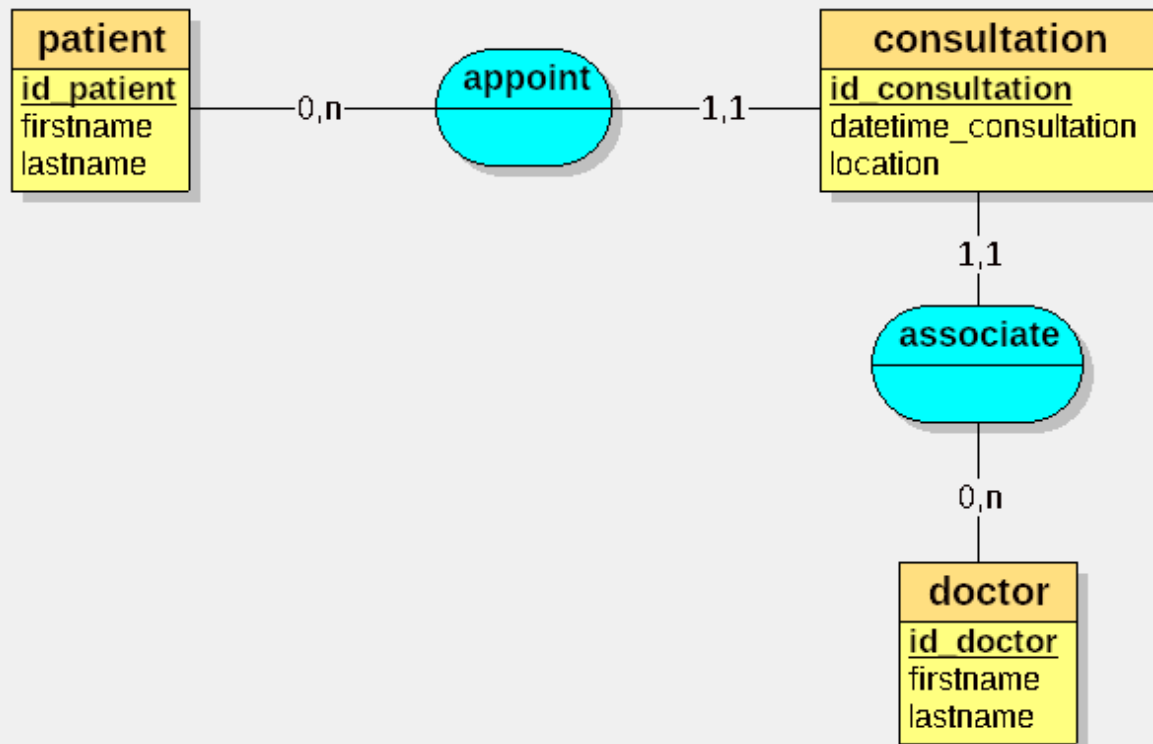 patient
id_patient
firstname
lastname
0,n
appoint
1,1
consultation
id_consultation
datetime_consultation
location
1,1
associate
0,n
doctor
id_doctor
firstname
lastname